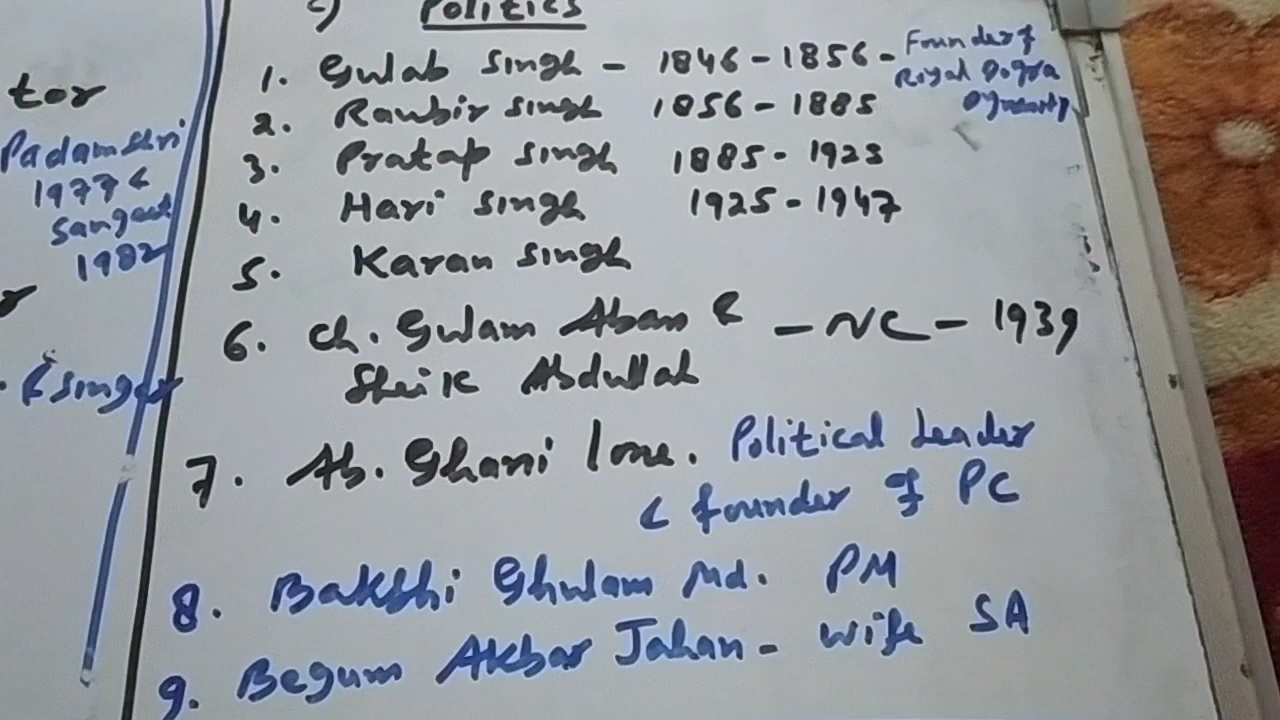 c) Politics
1. Gulab Singh - 1846-1856- Founder of
Royal Dogra
Dynasty
2. Ranbir Singh 1856-1885
3. Pratap Singh 1885-1925
4. Hari Singh 1925-1947
5. Karan Singh
6. Ch. Gulam Abas & - NC - 1939
Sheik Abdullah
7. Ab. Ghani lone. Political Leader
& founder of PC
8. Bakshi Ghulam Md. PM
9. Begum Akbar Jahan - wife SA
tor
Padamshri
1977 &
Sangeet
1982
& Singer